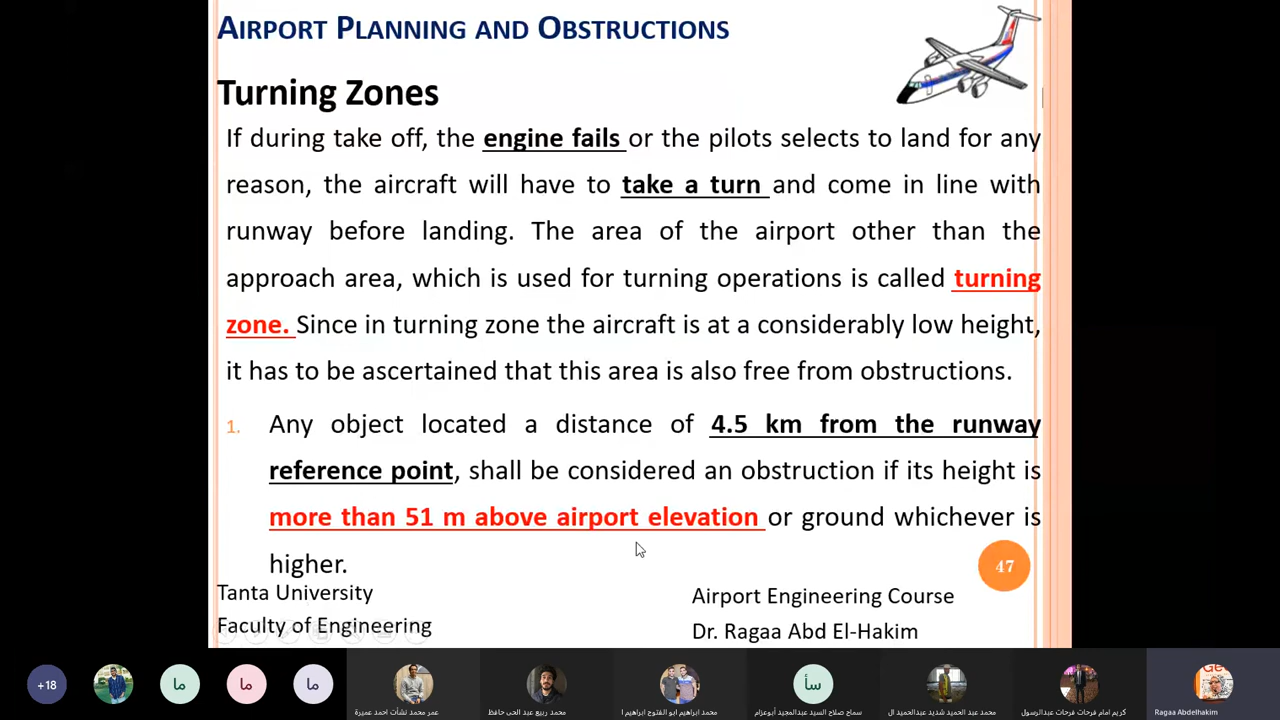 AIRPORT PLANNING AND OBSTRUCTIONS
Turning Zones
If during take off, the engine fails or the pilots selects to land for any
reason, the aircraft will have to take a turn and come in line with
runway before landing. The area of the airport other than the
approach area, which is used for turning operations is called turning
zone. Since in turning zone the aircraft is at a considerably low height,
it has to be ascertained that this area is also free from obstructions.
1. Any object located a distance of 4.5 km from the runway
reference point, shall be considered an obstruction if its height is
more than 51 m above airport elevation or ground whichever is
higher.
47
Tanta University
Faculty of Engineering
Airport Engineering Course
Dr. Ragaa Abd El-Hakim
+18
ما
ما
ما
سأ
عمر محمد نشأت احمد عميرة
محمد ربيع عبد الحى حافظ
محمد ابراهيم ابو الفتوح ابراهيم ا
سماح صلاح السيد عبدالمجيد أبوعزام
محمد عبد الحميد شديد عبدالحميد ال
كريم امام فرحات فرحات عبدالرسول
Ragaa Abdelhakim